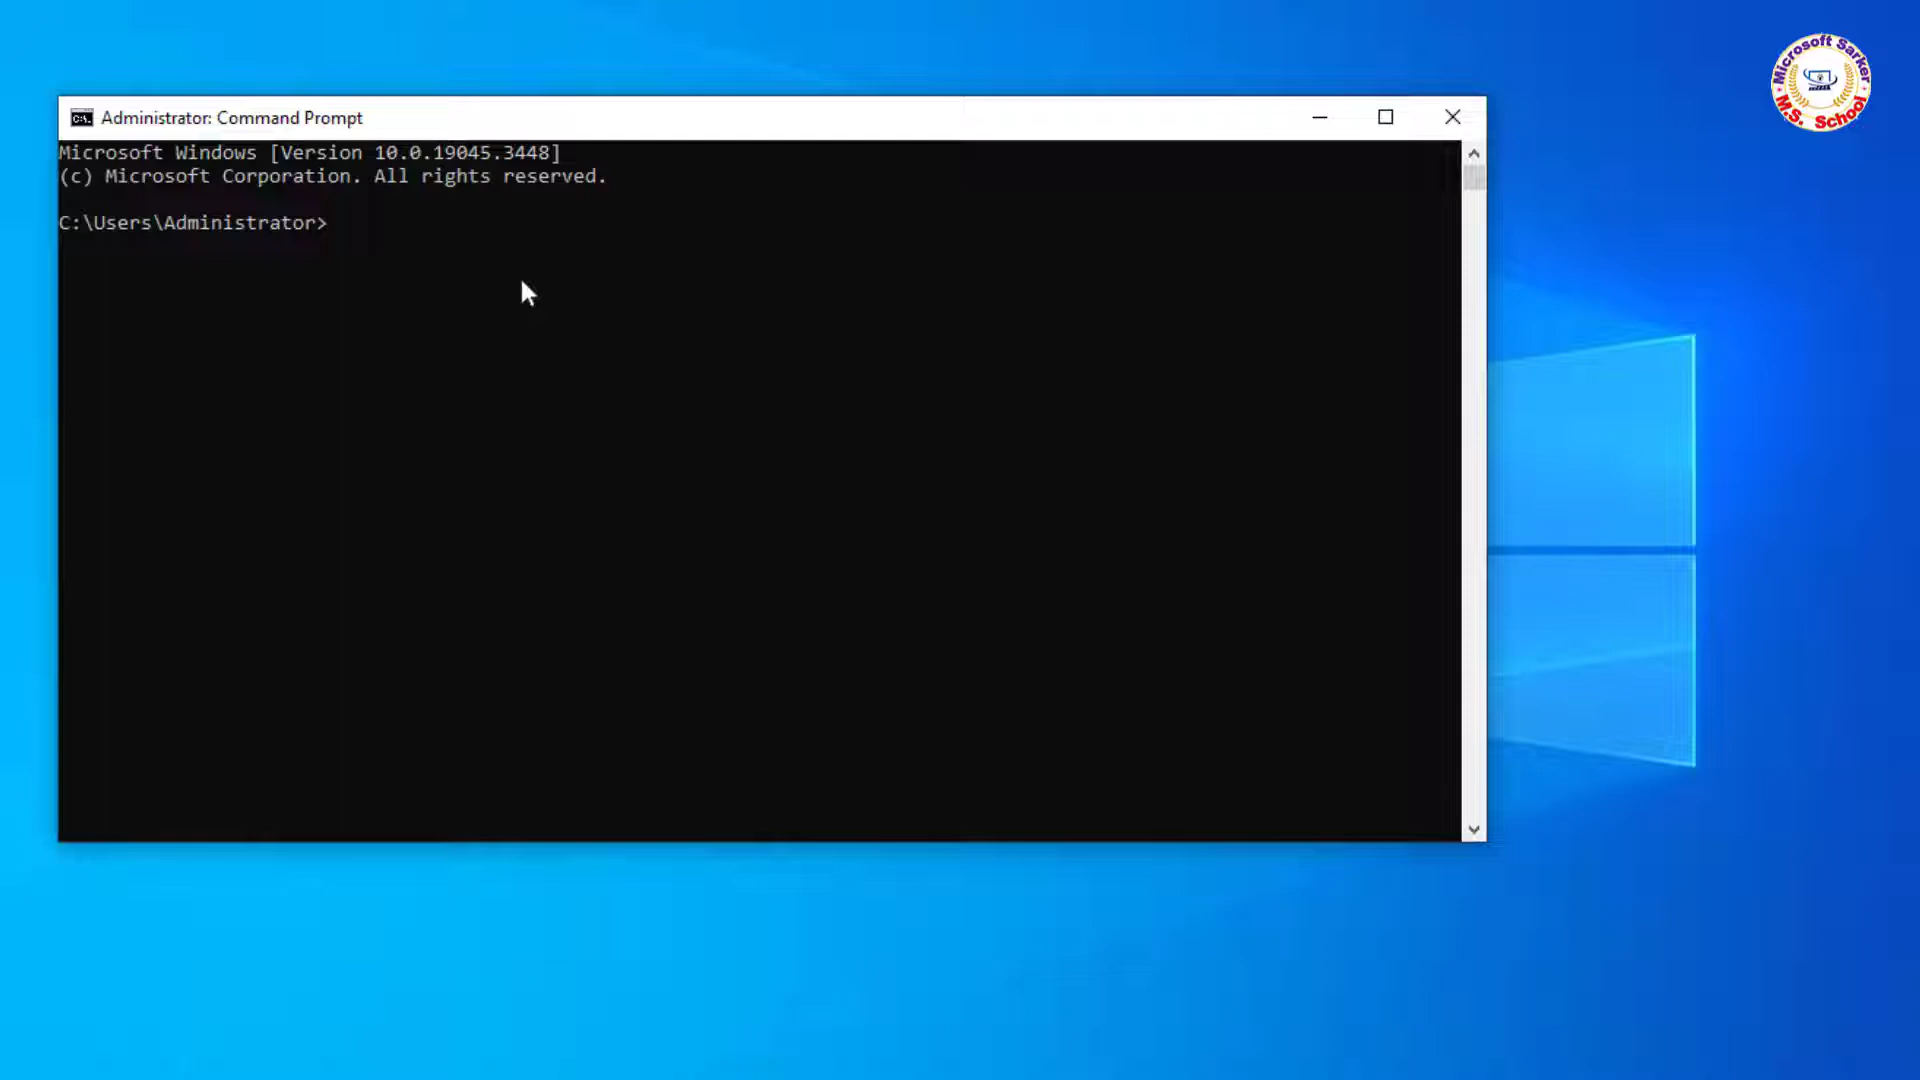 Microsoft Sarker
M.S. School
Administrator: Command Prompt
Microsoft Windows [Version 10.0.19045.3448]
(c) Microsoft Corporation. All rights reserved.
C:\Users\Administrator>